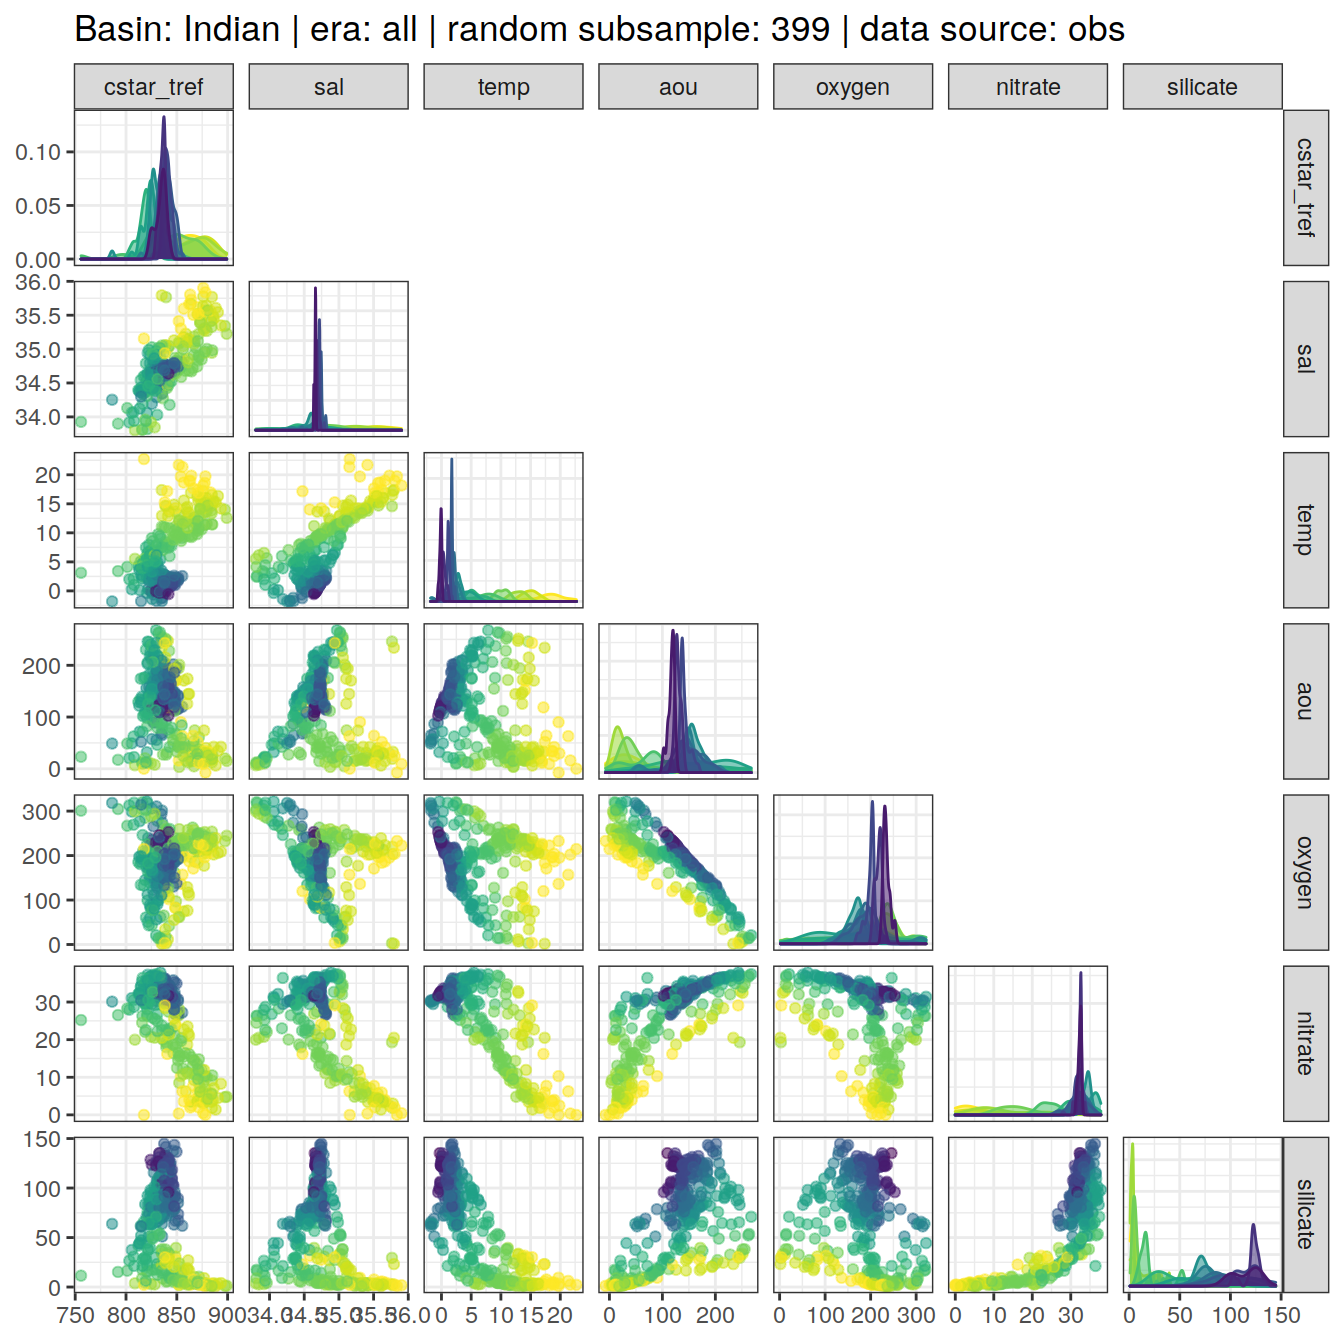 Basin: Indian | era: all | random subsample: 399 | data source: obs
cstar_tref sal temp aou oxygen nitrate silicate
0.10
0.05
0.00
cstar_tref
36.0
35.5
35.0
34.5
34.0
sal
20
15
10
5
0
temp
200
100
0
aou
300
200
100
0
oxygen
30
20
10
0
nitrate
150
100
50
0
silicate
750 800 850 900 34.0 34.5 35.0 35.5 36.0 0 5 10 15 20 0 100 200 0 100 200 300 0 10 20 30 0 50 100 150